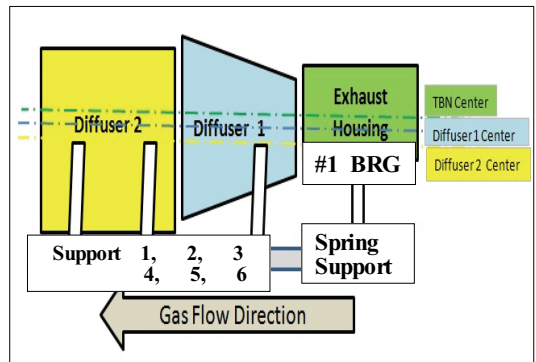 Exhaust
Housing
TBN Center
Diffuser 2
Diffuser 1
Diffuser 1 Center
#1 BRG
Diffuser 2 Center
Support 1, 2, 3
4, 5, 6
Spring
Support
Gas Flow Direction